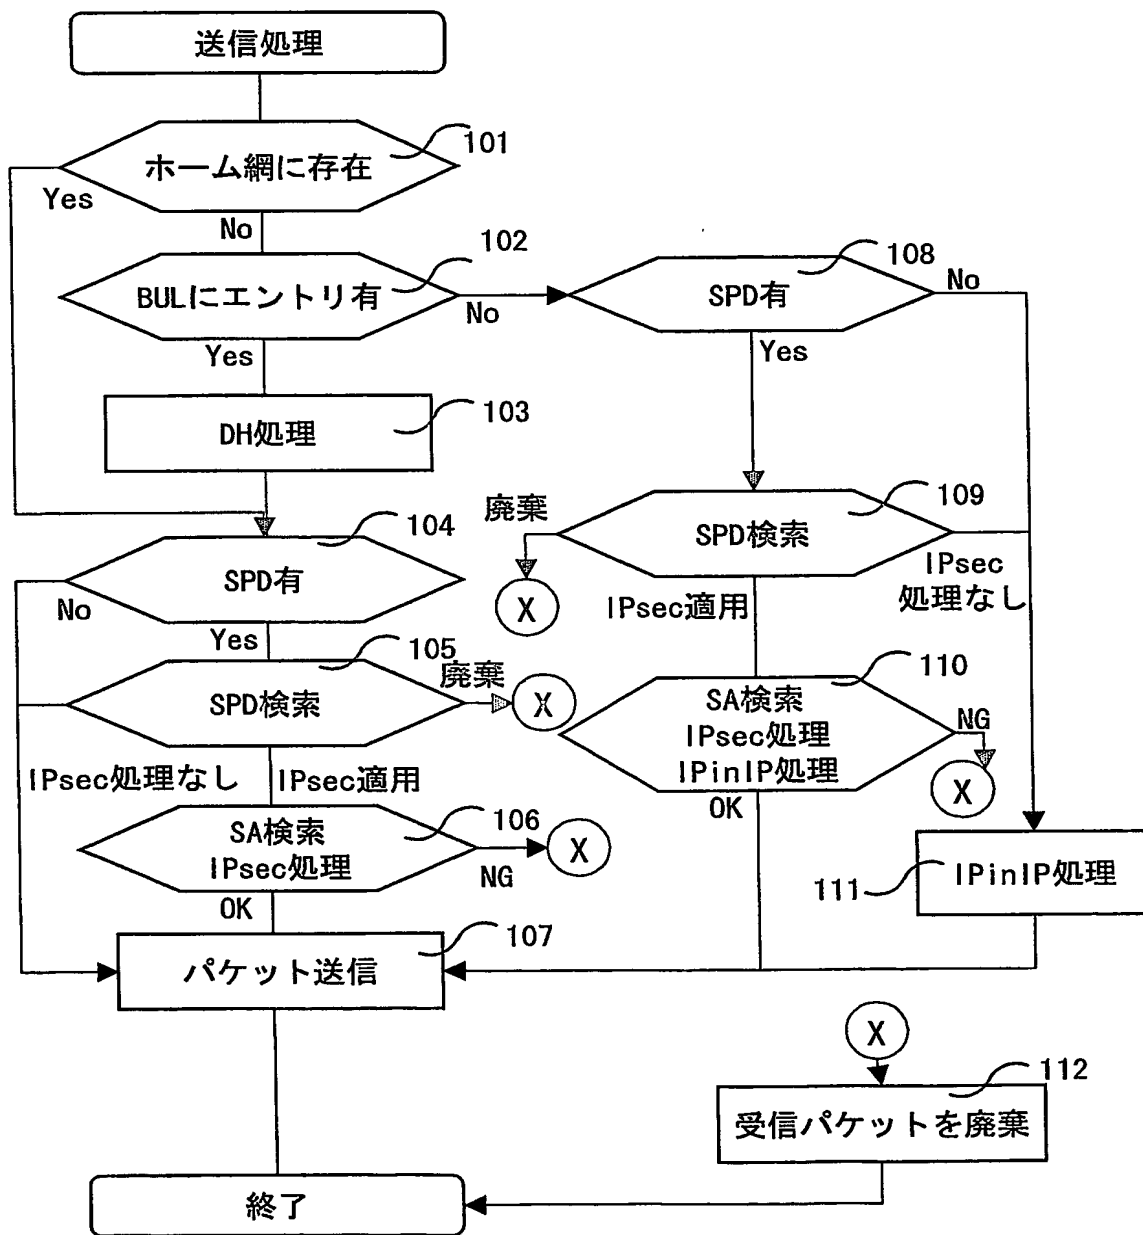 送信処理
ホーム網に存在
101
Yes
No
BULにエントリ有
102
No
Yes
SPD有
108
No
Yes
DH処理
103
SPD有
104
No
Yes
SPD検索
109
廃棄
X
IPsec適用
IPsec
処理なし
SPD検索
105
廃棄
X
IPsec処理なし
IPsec適用
SA検索
IPsec処理
IPinIP処理
110
NG
X
OK
SA検索
IPsec処理
106
NG
X
OK
IPinIP処理
111
パケット送信
107
X
受信パケットを廃棄
112
終了